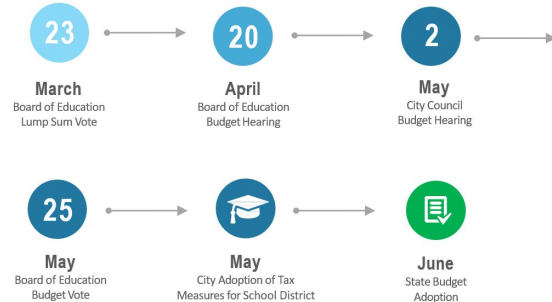 23
March
Board of Education
Lump Sum Vote
20
April
Board of Education
Budget Hearing
2
May
City Council
Budget Hearing
25
May
Board of Education
Budget Vote
May
City Adoption of Tax
Measures for School District
June
State Budget
Adoption